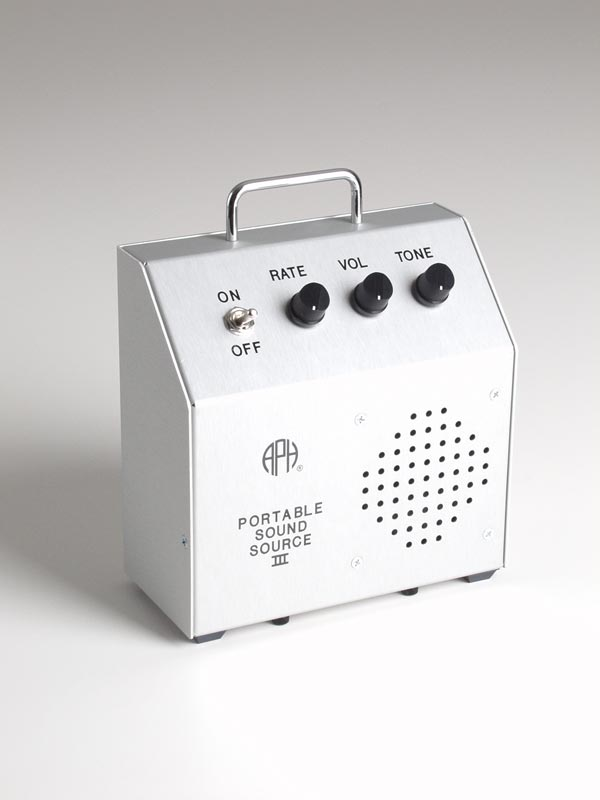 RATE VOL TONE
ON
OFF
APH®
PORTABLE
SOUND
SOURCE
III